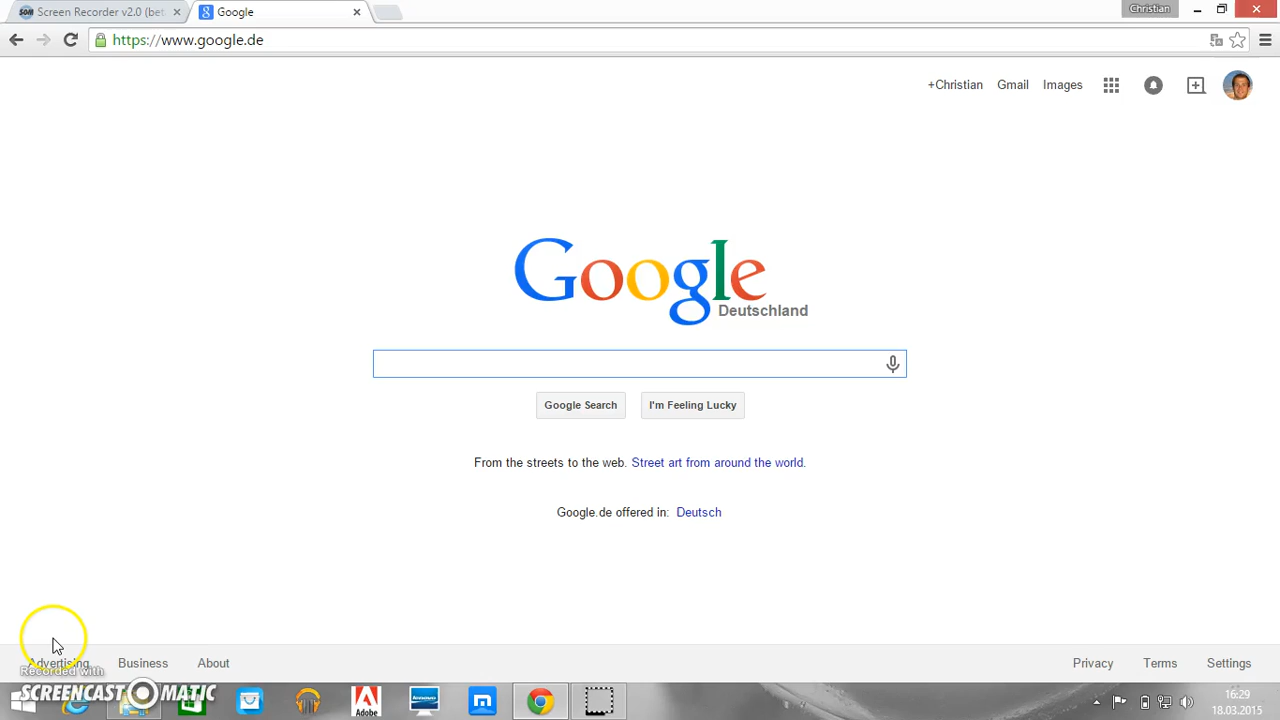 Screen Recorder v2.0 (bet
Google
Christian
https://www.google.de
+Christian Gmail Images
Google
Deutschland
Google Search I'm Feeling Lucky
From the streets to the web. Street art from around the world.
Google.de offered in: Deutsch
Advertising Business About Privacy Terms Settings
Recorded with
SCREENCAST MATIC
Adobe
lenovo
16:29
18.03.2015